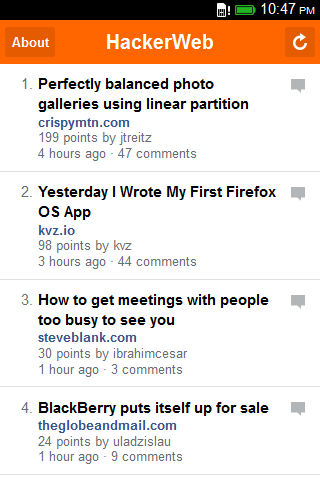 10:47 PM
About
HackerWeb
1. Perfectly balanced photo
galleries using linear partition
crispymtn.com
199 points by jtreitz
4 hours ago · 47 comments
2. Yesterday I Wrote My First Firefox
OS App
kvz.io
98 points by kvz
3 hours ago · 44 comments
3. How to get meetings with people
too busy to see you
steveblank.com
30 points by ibrahimcesar
1 hour ago · 3 comments
4. BlackBerry puts itself up for sale
theglobeandmail.com
24 points by uladzislau
1 hour ago · 9 comments